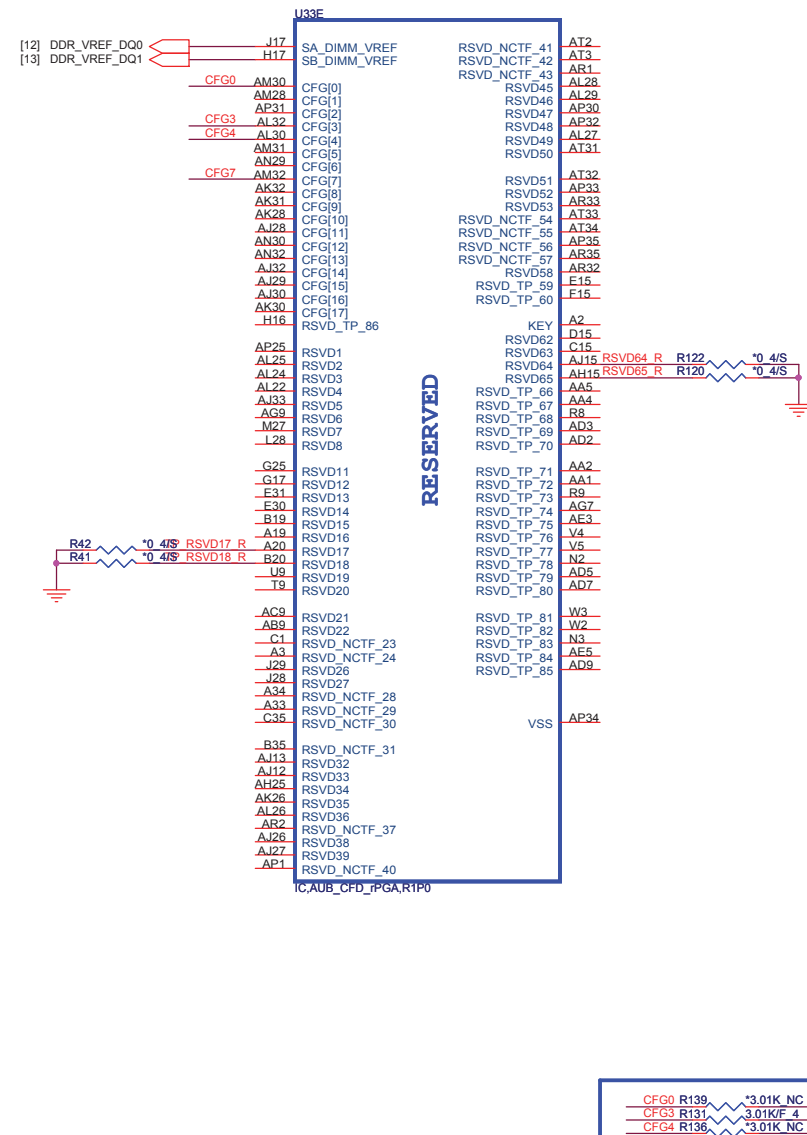 U33E
[12] DDR_VREF_DQ0
[13] DDR_VREF_DQ1
J17 SA_DIMM_VREF
H17 SB_DIMM_VREF
CFG0 AM30 CFG[0]
AM28 CFG[1]
AP31 CFG[2]
CFG3 AL32 CFG[3]
CFG4 AL30 CFG[4]
AM31 CFG[5]
AN29 CFG[6]
CFG7 AM32 CFG[7]
AK32 CFG[8]
AK31 CFG[9]
AK28 CFG[10]
AJ28 CFG[11]
AN30 CFG[12]
AN32 CFG[13]
AJ32 CFG[14]
AJ29 CFG[15]
AJ30 CFG[16]
AK30 CFG[17]
H16 RSVD_TP_86
AP25 RSVD1
AL25 RSVD2
AL24 RSVD3
AL22 RSVD4
AJ33 RSVD5
AG9 RSVD6
M27 RSVD7
L28 RSVD8
G25 RSVD11
G17 RSVD12
E31 RSVD13
E30 RSVD14
B19 RSVD15
A19 RSVD16
R42 *0_4/S RSVD17_R A20 RSVD17
R41 *0_4/S RSVD18_R B20 RSVD18
U9 RSVD19
T9 RSVD20
AC9 RSVD21
AB9 RSVD22
C1 RSVD_NCTF_23
A3 RSVD_NCTF_24
J29 RSVD26
J28 RSVD27
A34 RSVD_NCTF_28
A33 RSVD_NCTF_29
C35 RSVD_NCTF_30
B35 RSVD_NCTF_31
AJ13 RSVD32
AJ12 RSVD33
AH25 RSVD34
AK26 RSVD35
AL26 RSVD36
AR2 RSVD_NCTF_37
AJ26 RSVD38
AJ27 RSVD39
AP1 RSVD_NCTF_40
RESERVED
RSVD_NCTF_41 AT2
RSVD_NCTF_42 AT3
RSVD_NCTF_43 AR1
RSVD45 AL28
RSVD46 AL29
RSVD47 AP30
RSVD48 AP32
RSVD49 AL27
RSVD50 AT31
RSVD51 AT32
RSVD52 AP33
RSVD53 AR33
RSVD_NCTF_54 AT33
RSVD_NCTF_55 AT34
RSVD_NCTF_56 AP35
RSVD_NCTF_57 AR35
RSVD58 AR32
RSVD_TP_59 E15
RSVD_TP_60 F15
KEY A2
RSVD62 D15
RSVD63 C15
RSVD64 AJ15 RSVD64_R R122 *0_4/S
RSVD65 AH15 RSVD65_R R120 *0_4/S
RSVD_TP_66 AA5
RSVD_TP_67 AA4
RSVD_TP_68 R8
RSVD_TP_69 AD3
RSVD_TP_70 AD2
RSVD_TP_71 AA2
RSVD_TP_72 AA1
RSVD_TP_73 R9
RSVD_TP_74 AG7
RSVD_TP_75 AE3
RSVD_TP_76 V4
RSVD_TP_77 V5
RSVD_TP_78 N2
RSVD_TP_79 AD5
RSVD_TP_80 AD7
RSVD_TP_81 W3
RSVD_TP_82 W2
RSVD_TP_83 N3
RSVD_TP_84 AE5
RSVD_TP_85 AD9
VSS AP34
IC,AUB_CFD_rPGA,R1P0
CFG0 R139 *3.01K_NC
CFG3 R131 3.01K/F_4
CFG4 R136 *3.01K_NC